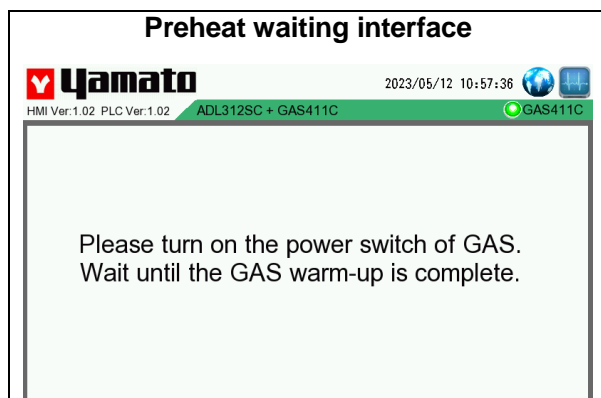 Preheat waiting interface
Yamato
2023/05/12 10:57:36
HMI Ver:1.02 PLC Ver:1.02 ADL312SC + GAS411C GAS411C
Please turn on the power switch of GAS.
Wait until the GAS warm-up is complete.